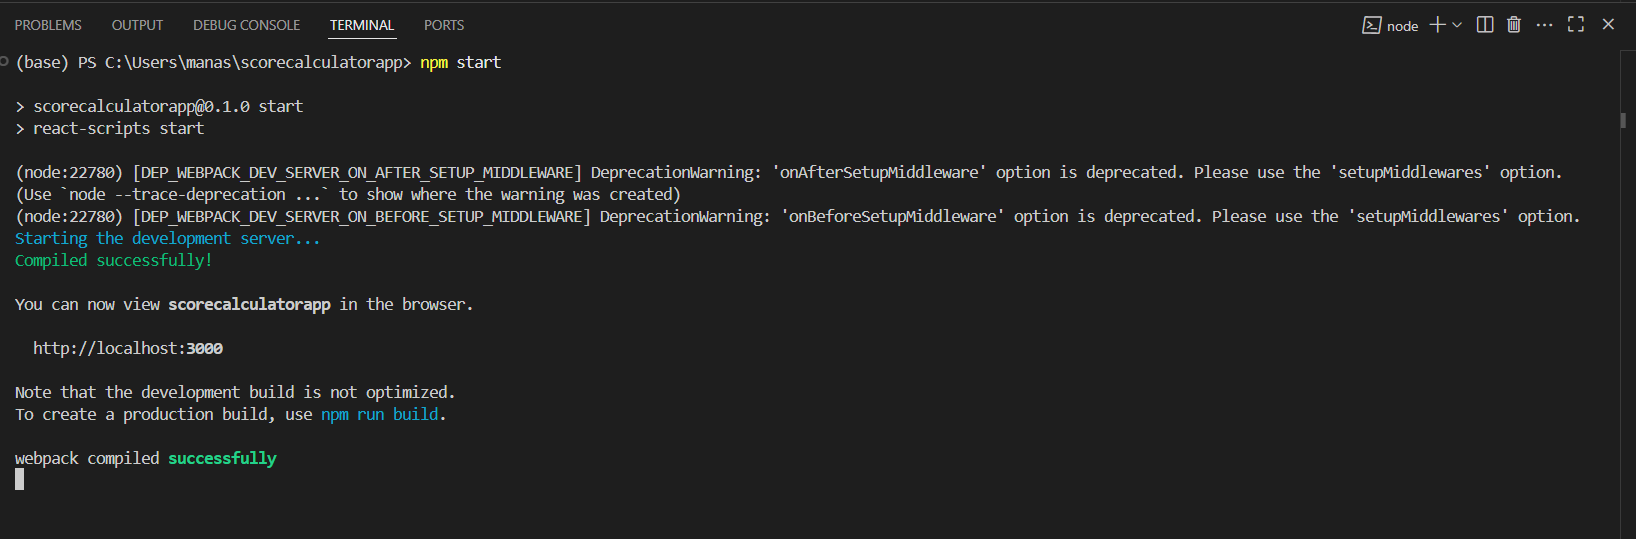 PROBLEMS OUTPUT DEBUG CONSOLE TERMINAL PORTS node
(base) PS C:\Users\manas\scorecalculatorapp> npm start
> scorecalculatorapp@0.1.0 start
> react-scripts start
(node:22780) [DEP_WEBPACK_DEV_SERVER_ON_AFTER_SETUP_MIDDLEWARE] DeprecationWarning: 'onAfterSetupMiddleware' option is deprecated. Please use the 'setupMiddlewares' option.
(Use `node --trace-deprecation ...` to show where the warning was created)
(node:22780) [DEP_WEBPACK_DEV_SERVER_ON_BEFORE_SETUP_MIDDLEWARE] DeprecationWarning: 'onBeforeSetupMiddleware' option is deprecated. Please use the 'setupMiddlewares' option.
Starting the development server...
Compiled successfully!
You can now view scorecalculatorapp in the browser.
http://localhost:3000
Note that the development build is not optimized.
To create a production build, use npm run build.
webpack compiled successfully